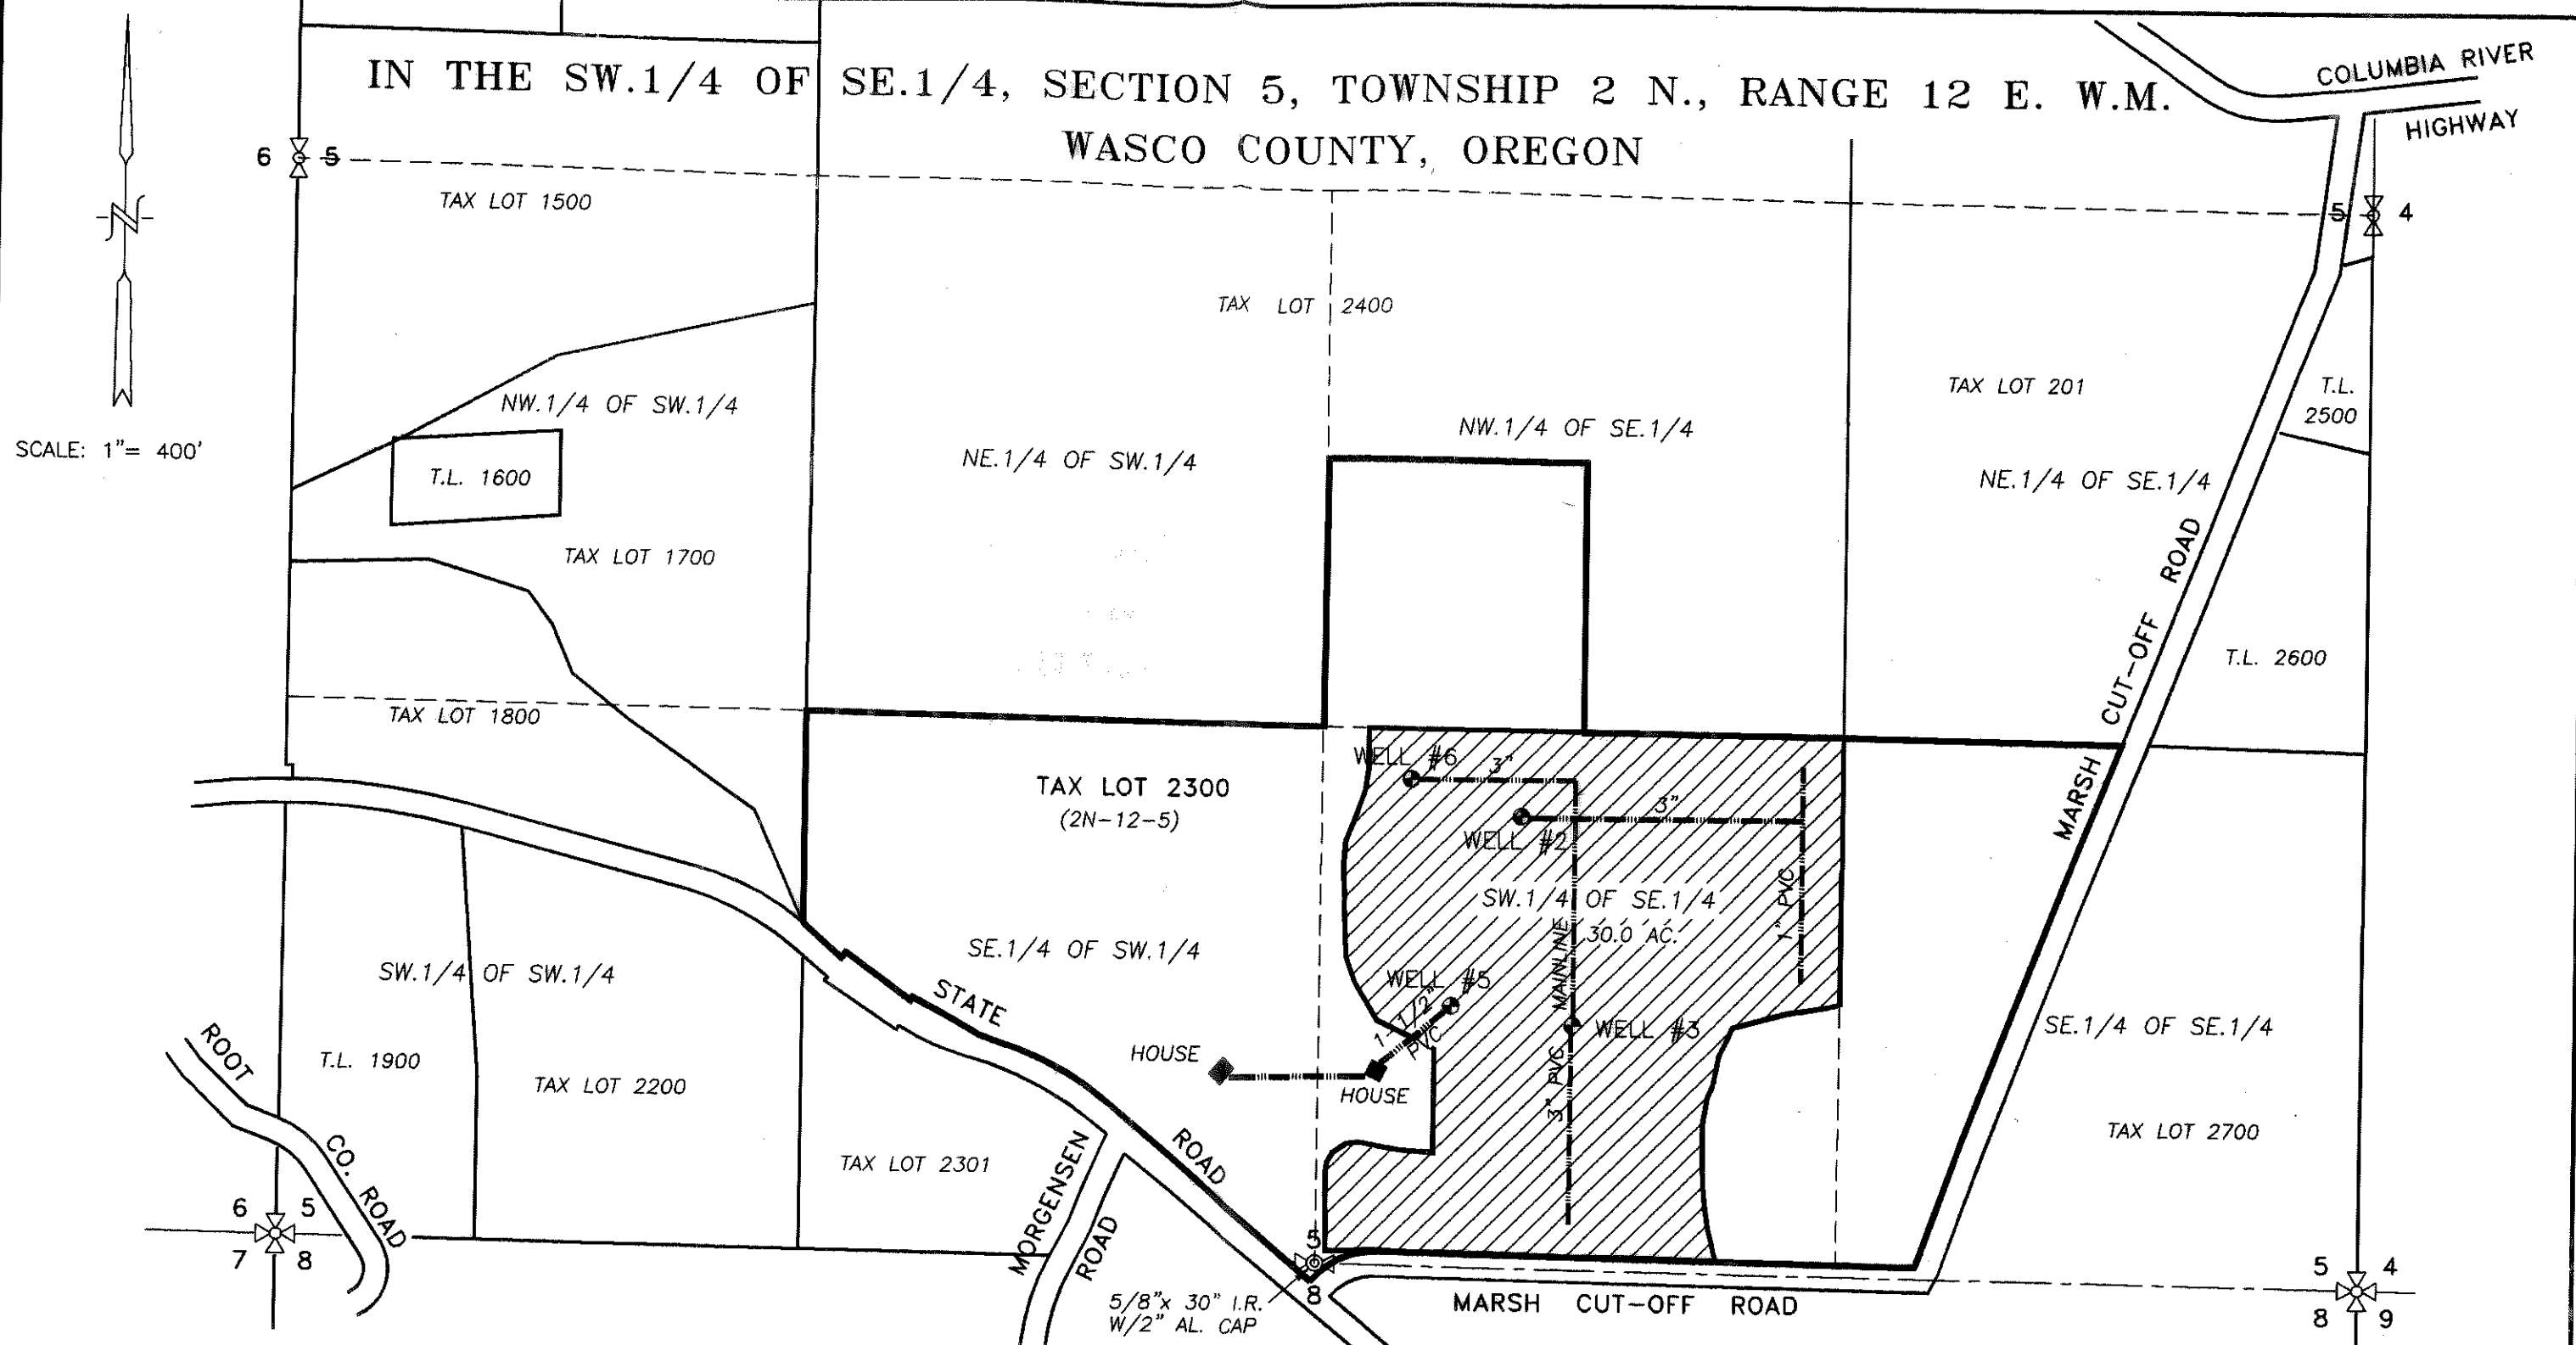 IN THE SW.1/4 OF SE.1/4, SECTION 5, TOWNSHIP 2 N., RANGE 12 E. W.M.
WASCO COUNTY, OREGON
COLUMBIA RIVER
HIGHWAY
N
SCALE: 1"= 400'
6 5
5 4
TAX LOT 1500
TAX LOT 2400
TAX LOT 201
T.L.
2500
NW.1/4 OF SW.1/4
NE.1/4 OF SW.1/4
NW.1/4 OF SE.1/4
NE.1/4 OF SE.1/4
T.L. 1600
TAX LOT 1700
T.L. 2600
MARSH CUT-OFF ROAD
TAX LOT 1800
TAX LOT 2300
(2N-12-5)
WELL #6
3"
3"
WELL #2
SW.1/4 OF SE.1/4
30.0 AC.
1" PVC
MAINLINE
3" PVC
WELL #5
1-1/2"
PVC
WELL #3
SE.1/4 OF SW.1/4
SW.1/4 OF SW.1/4
SE.1/4 OF SE.1/4
STATE ROAD
HOUSE
HOUSE
ROOT CO. ROAD
T.L. 1900
TAX LOT 2200
TAX LOT 2301
TAX LOT 2700
MORGENSEN
ROAD
6 5
7 8
5
8
5/8"x 30" I.R.
W/2" AL. CAP
MARSH CUT-OFF ROAD
5 4
8 9